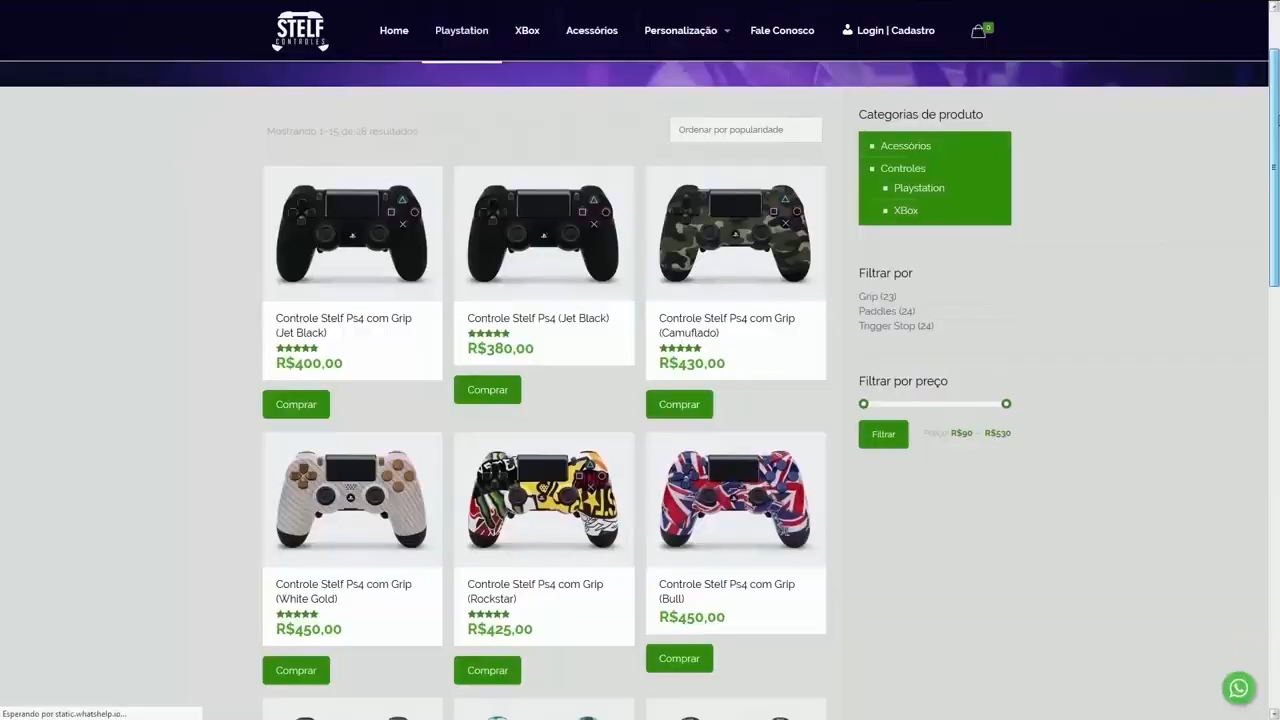 STELF
CONTROLES
Home
Playstation
XBox
Acessórios
Personalização
Fale Conosco
Login | Cadastro
0
Mostrando 1–15 de 28 resultados
Ordenar por popularidade
Controle Stelf Ps4 com Grip
(Jet Black)
R$400,00
Comprar
Controle Stelf Ps4 (Jet Black)
R$380,00
Comprar
Controle Stelf Ps4 com Grip
(Camuflado)
R$430,00
Comprar
Controle Stelf Ps4 com Grip
(White Gold)
R$450,00
Comprar
Controle Stelf Ps4 com Grip
(Rockstar)
R$425,00
Comprar
Controle Stelf Ps4 com Grip
(Bull)
R$450,00
Comprar
Categorias de produto
Acessórios
Controles
Playstation
XBox
Filtrar por
Grip (23)
Paddles (24)
Trigger Stop (24)
Filtrar por preço
Filtrar
Preço: R$90 — R$530
Esperando por static.whatshelp.io...